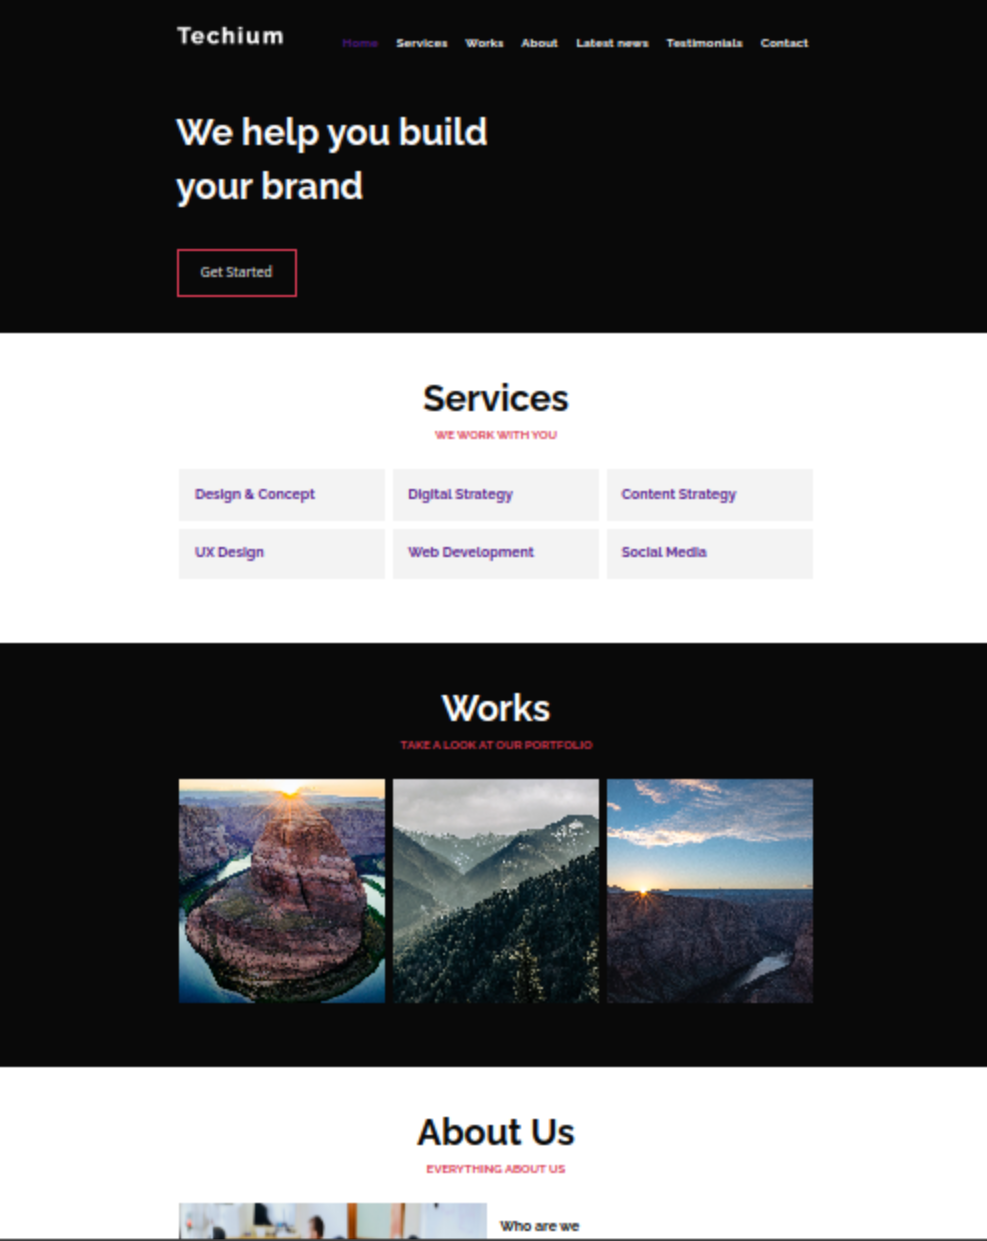 Techium
Home Services Works About Latest news Testimonials Contact
We help you build
your brand
Get Started
Services
WE WORK WITH YOU
Design & Concept Digital Strategy Content Strategy
UX Design Web Development Social Media
Works
TAKE A LOOK AT OUR PORTFOLIO
About Us
EVERYTHING ABOUT US
Who are we